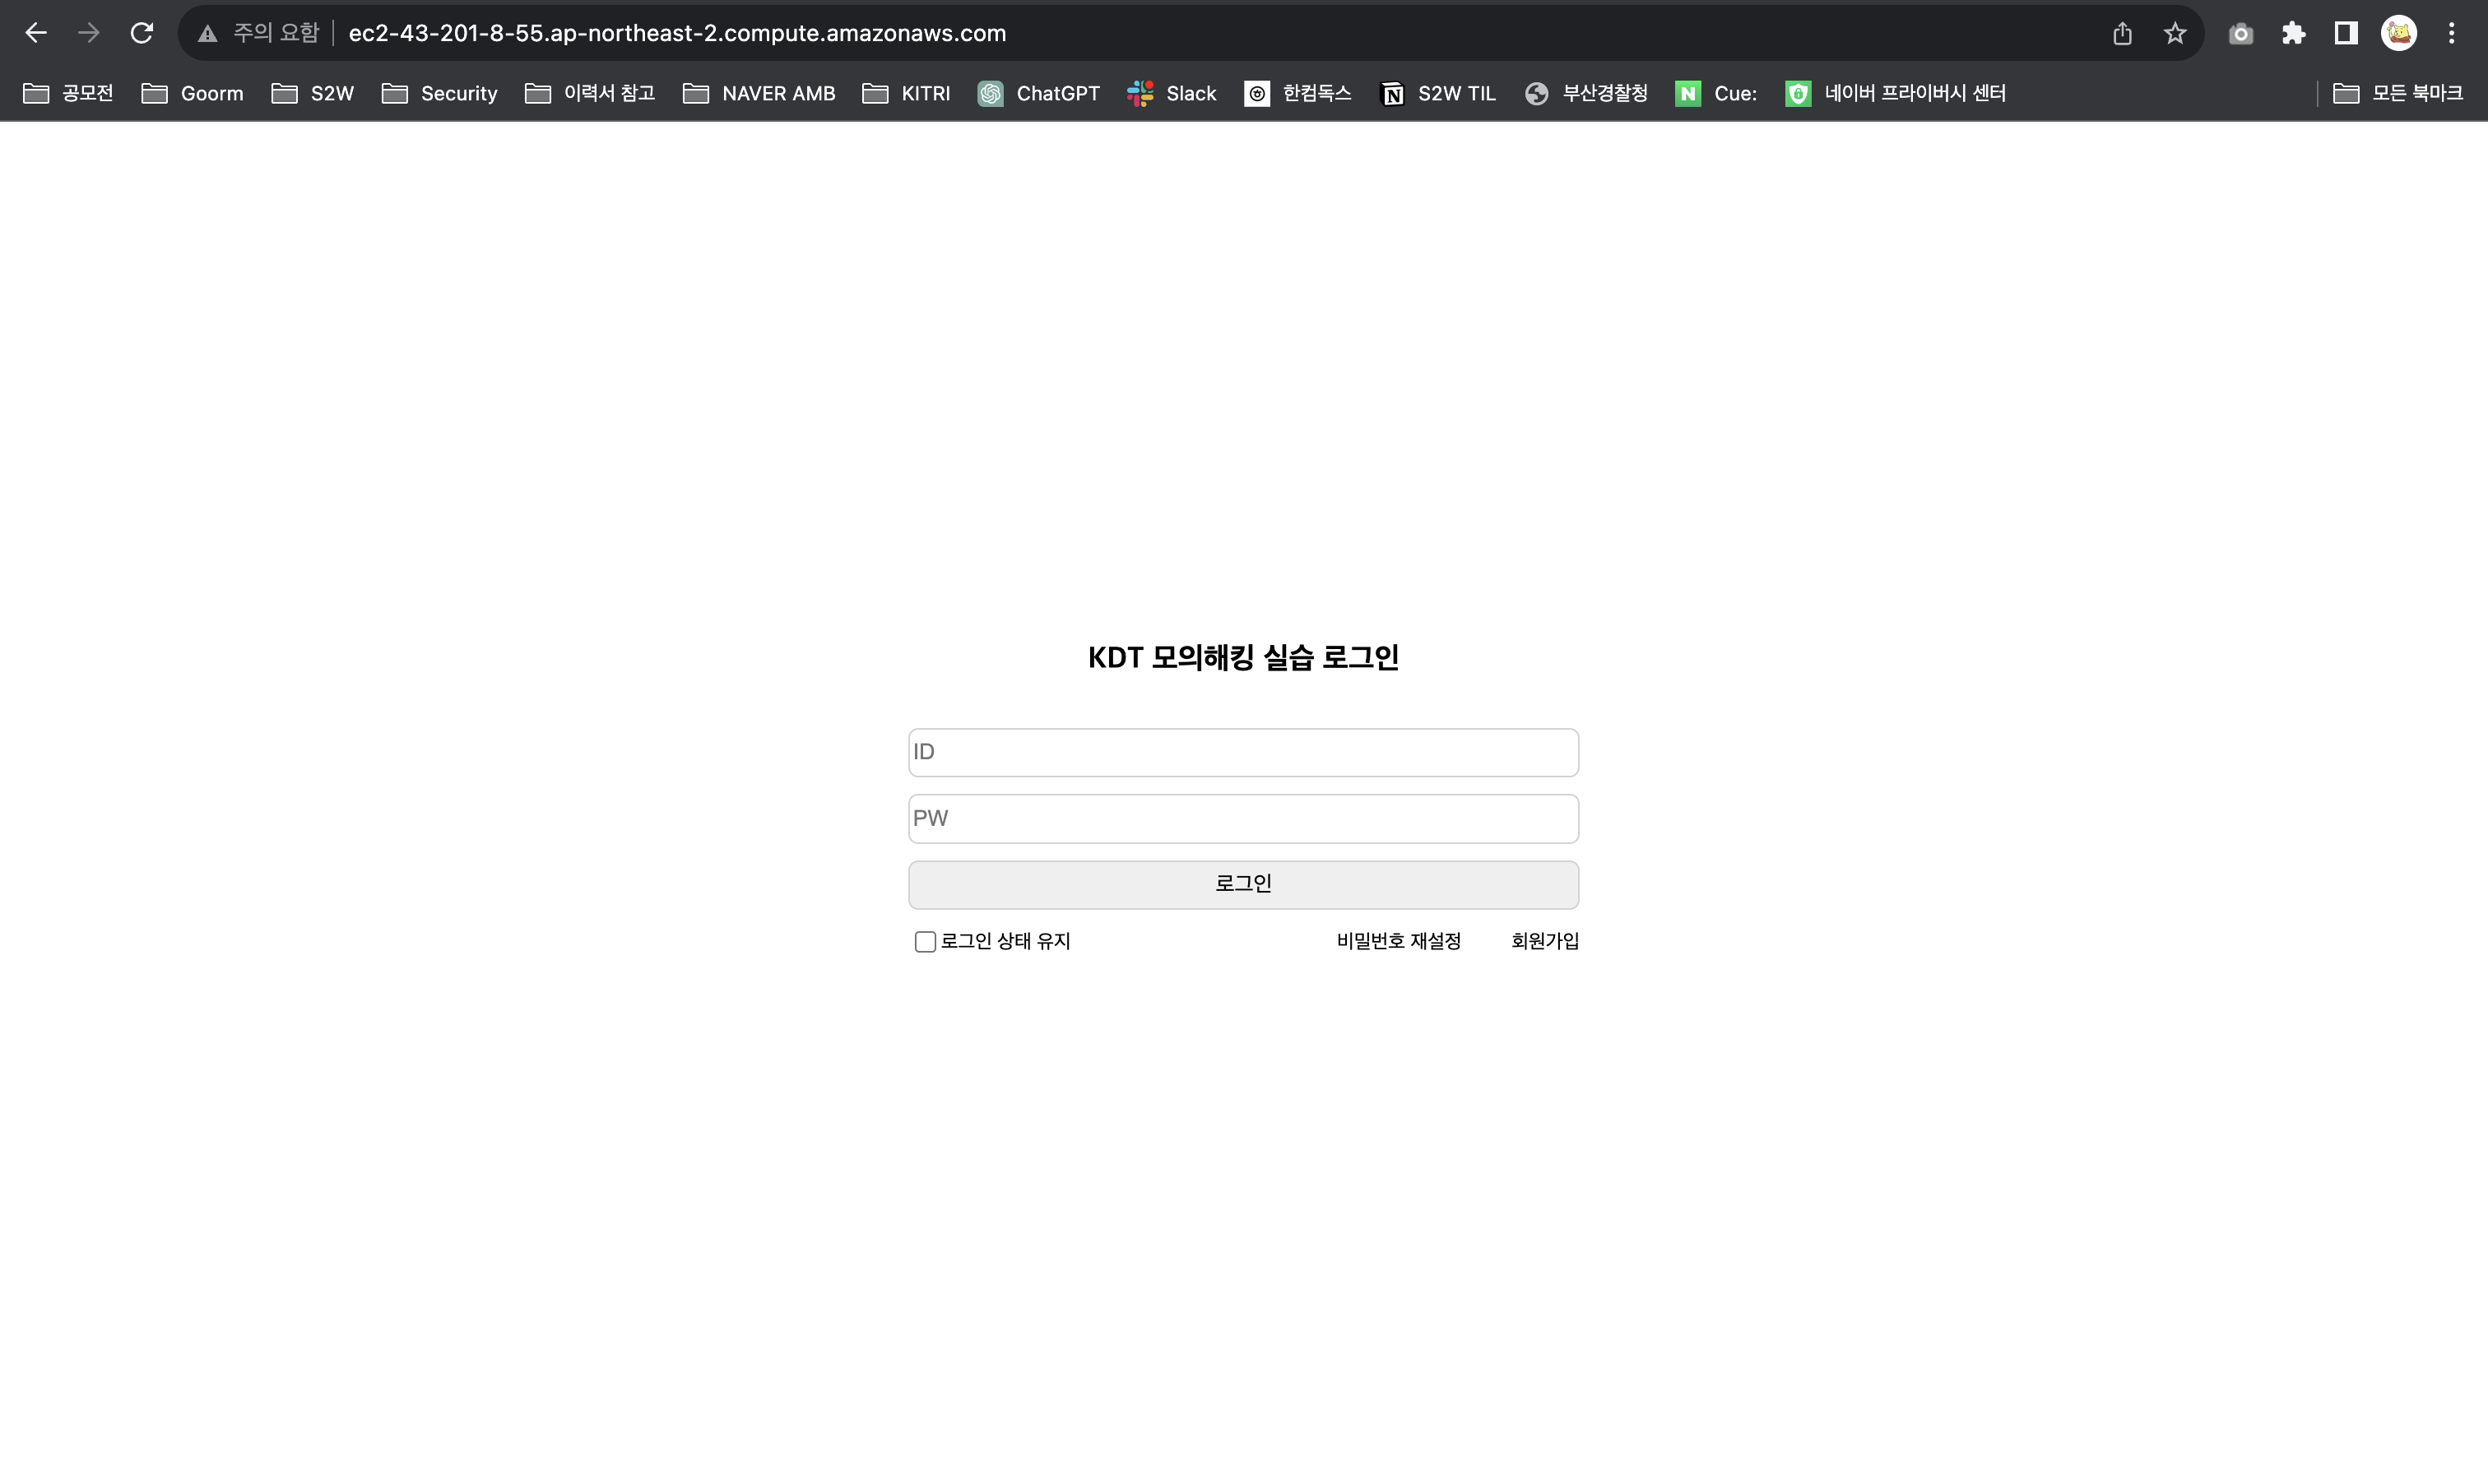 주의 요함 ec2-43-201-8-55.ap-northeast-2.compute.amazonaws.com
공모전 Goorm S2W Security 이력서 참고 NAVER AMB KITRI ChatGPT Slack 한컴독스 S2W TIL 부산경찰청 Cue: 네이버 프라이버시 센터 모든 북마크
KDT 모의해킹 실습 로그인
ID
PW
로그인
로그인 상태 유지 비밀번호 재설정 회원가입